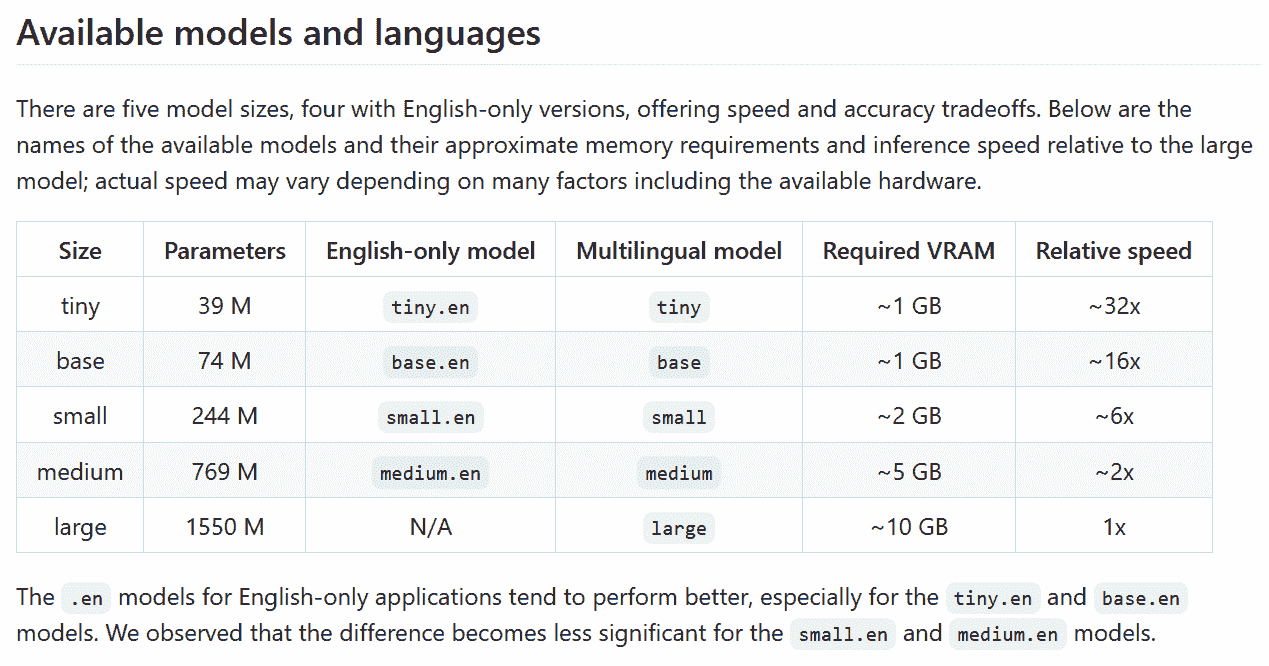 Available models and languages
There are five model sizes, four with English-only versions, offering speed and accuracy tradeoffs. Below are the
names of the available models and their approximate memory requirements and inference speed relative to the large
model; actual speed may vary depending on many factors including the available hardware.
Size Parameters English-only model Multilingual model Required VRAM Relative speed
tiny 39 M tiny.en tiny ~1 GB ~32x
base 74 M base.en base ~1 GB ~16x
small 244 M small.en small ~2 GB ~6x
medium 769 M medium.en medium ~5 GB ~2x
large 1550 M N/A large ~10 GB 1x
The .en models for English-only applications tend to perform better, especially for the tiny.en and base.en
models. We observed that the difference becomes less significant for the small.en and medium.en models.